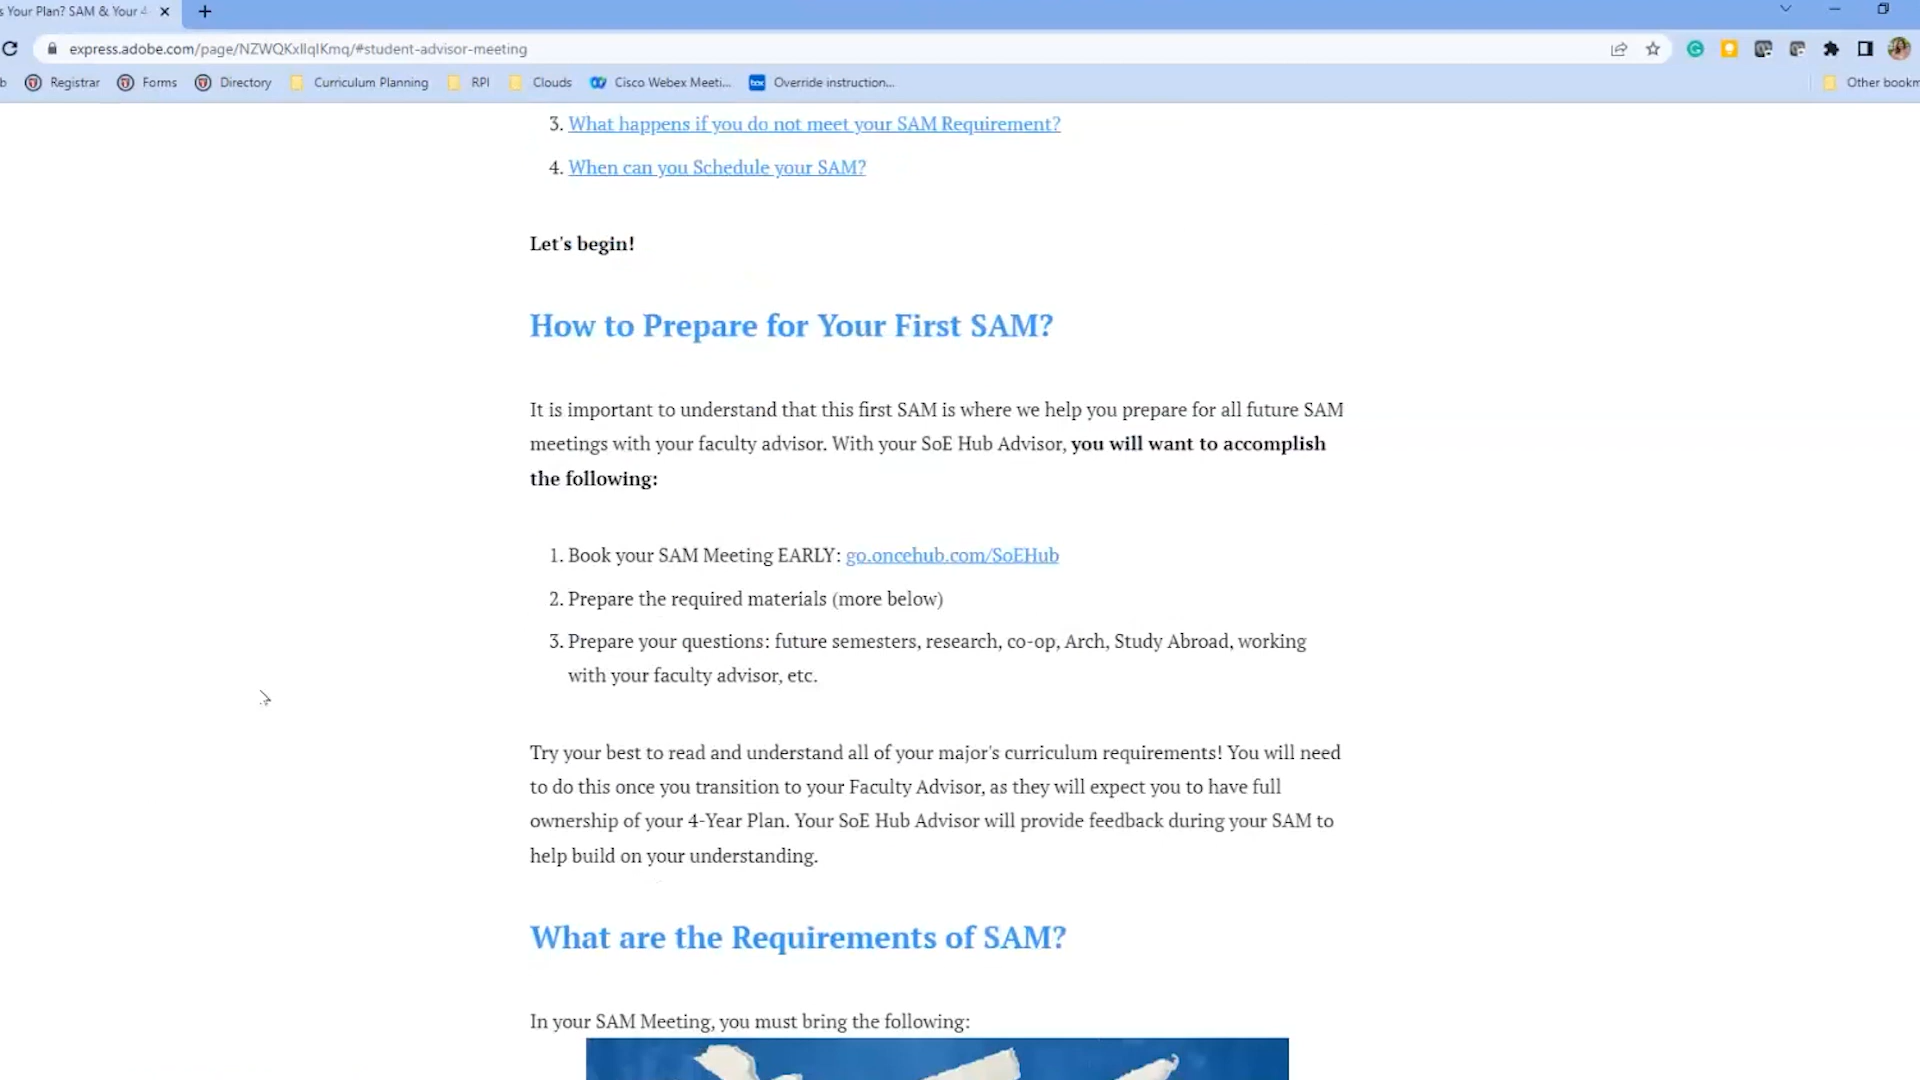 s Your Plan? SAM & Your 4
express.adobe.com/page/NZWQKxIlqlKmq/#student-advisor-meeting
b Registrar Forms Directory Curriculum Planning RPI Clouds Cisco Webex Meeti... box Override instruction... Other bookm
3. What happens if you do not meet your SAM Requirement?
4. When can you Schedule your SAM?
Let's begin!
How to Prepare for Your First SAM?
It is important to understand that this first SAM is where we help you prepare for all future SAM
meetings with your faculty advisor. With your SoE Hub Advisor, you will want to accomplish
the following:
1. Book your SAM Meeting EARLY: go.oncehub.com/SoEHub
2. Prepare the required materials (more below)
3. Prepare your questions: future semesters, research, co-op, Arch, Study Abroad, working
with your faculty advisor, etc.
Try your best to read and understand all of your major's curriculum requirements! You will need
to do this once you transition to your Faculty Advisor, as they will expect you to have full
ownership of your 4-Year Plan. Your SoE Hub Advisor will provide feedback during your SAM to
help build on your understanding.
What are the Requirements of SAM?
In your SAM Meeting, you must bring the following: